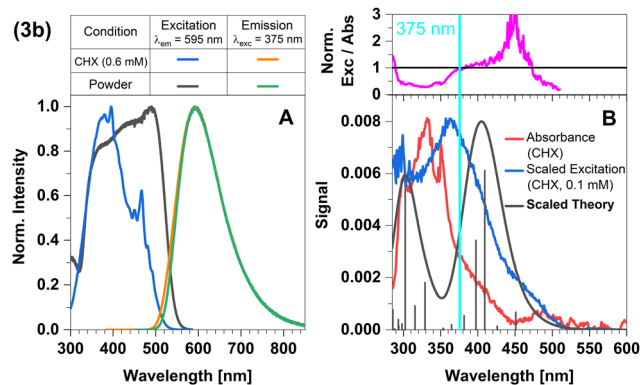 (3b)
Condition Excitation Emission
λem = 595 nm λexc = 375 nm
CHX (0.6 mM)
Powder
A
Norm. Intensity
1.0
0.8
0.6
0.4
0.2
0.0
300 400 500 600 700 800
Wavelength [nm]
375 nm
Norm.
Exc / Abs
3
2
1
0
B
Absorbance
(CHX)
Scaled Excitation
(CHX, 0.1 mM)
Scaled Theory
Signal
0.008
0.006
0.004
0.002
0.000
300 350 400 450 500 550 600
Wavelength [nm]